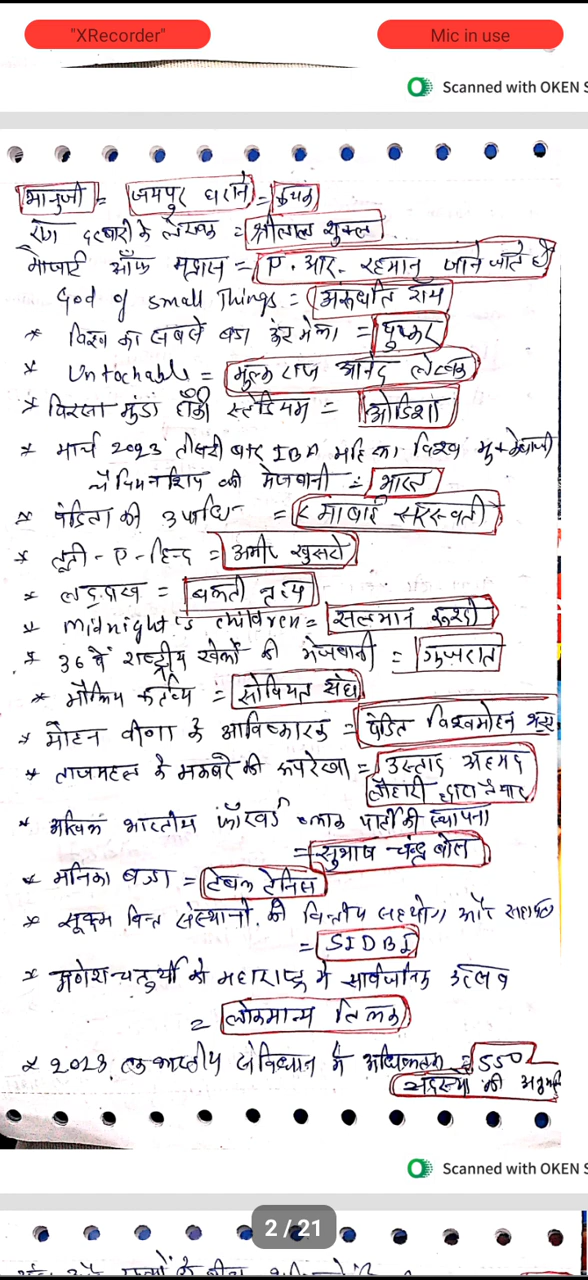 "XRecorder"
Mic in use
Scanned with OKEN S
भानुजी = जयपुर घराने = कथक
राग दरबारी के लेखक = श्रीलाल शुक्ल
मोजार्ट ऑफ मद्रास = P. आर. रहमान जाने जाते है
God of small Things = अरुंधति रॉय
* विश्व का सबसे बडा ऊंट मेला = पुष्कर
* Untochable = मुल्क राज आनंद लेखक
* बिरसा मुंडा हॉकी स्टेडियम = ओडिशा
* मार्च 2023 तीसरी बार IBA महिला विश्व मुक्केबाजी
चैंपियनशिप की मेजबानी = भारत
* पंडिता की उपाधि = रमाबाई सरस्वती
* तूती - P - हिन्द = अमीर खुसरो
* लद्दाख = बकती नृत्य
* midnight's children = सलमान रुश्दी
* 36 वें राष्ट्रीय खेलों की मेजबानी = गुजरात
* मौलिक कर्तव्य = सोवियत संघ
* मोहन वीणा के आविष्कारक = पंडित विश्वमोहन भट्ट
* ताजमहल के मकबरे की रूपरेखा = उस्ताद अहमद
लौहारी द्वारा तैयार
* अखिल भारतीय फॉरवर्ड ब्लाक पार्टी की स्थापना
= सुभाष चंद्र बोस
* मनिका बत्रा = टेबल टेनिस
* सूक्ष्म वित्त संस्थानों की वित्तीय सहयोग और सहायता
= SIDBI
* गणेश चतुर्थी को महाराष्ट्र में सार्वजनिक उत्सव
= लोकमान्य तिलक
* 2023 तक भारतीय संविधान में अधिकतम = 550
सदस्यों की अनुमति
Scanned with OKEN S
2 / 21